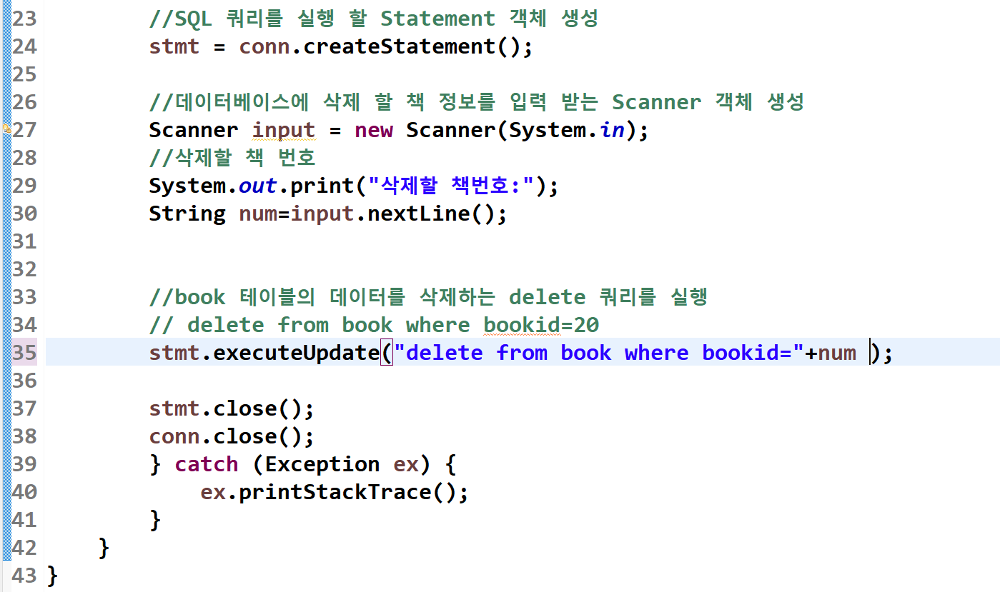 23 //SQL 쿼리를 실행 할 Statement 객체 생성
24 stmt = conn.createStatement();
25
26 //데이터베이스에 삭제 할 책 정보를 입력 받는 Scanner 객체 생성
27 Scanner input = new Scanner(System.in);
28 //삭제할 책 번호
29 System.out.print("삭제할 책번호:");
30 String num=input.nextLine();
31
32
33 //book 테이블의 데이터를 삭제하는 delete 쿼리를 실행
34 // delete from book where bookid=20
35 stmt.executeUpdate("delete from book where bookid="+num );
36
37 stmt.close();
38 conn.close();
39 } catch (Exception ex) {
40 ex.printStackTrace();
41 }
42 }
43 }